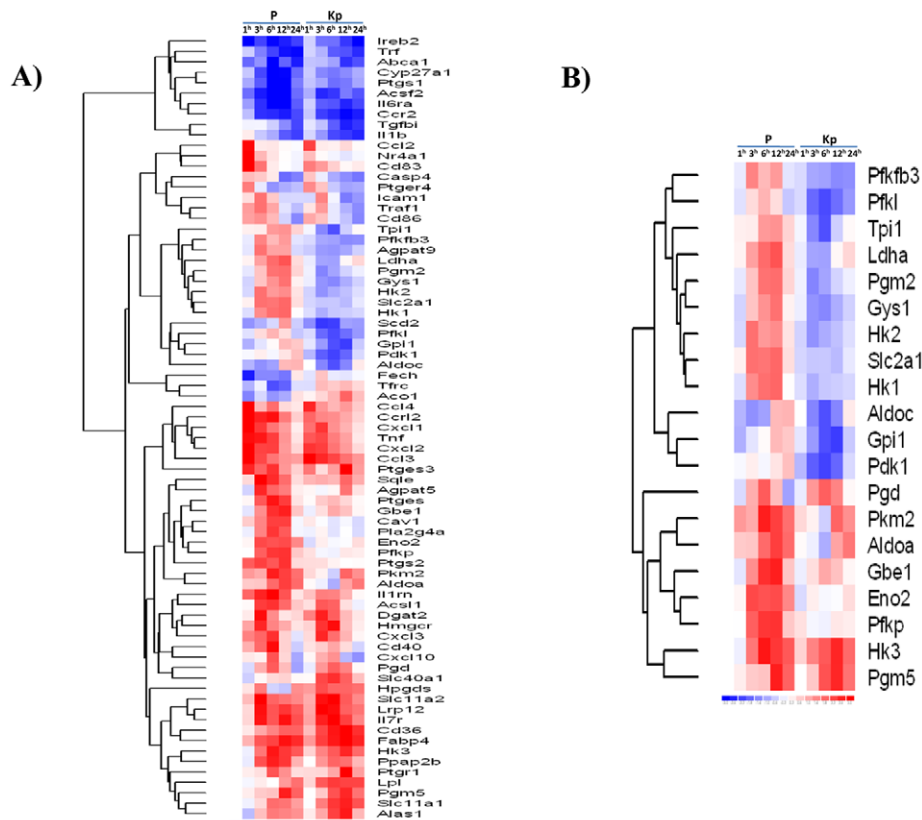 A)
P Kp
1h 3h 6h 12h 24h 1h 3h 6h 12h 24h
Ireb2
Trf
Abca1
Cyp27a1
Ptgs1
Acsf2
Il6ra
Ccr2
Tgfbi
Il1b
Ccl2
Nr4a1
Cd83
Casp4
Ptger4
Icam1
Traf1
Cd86
Tpi1
Pfkfb3
Agpat9
Ldha
Pgm2
Gys1
Hk2
Slc2a1
Hk1
Scd2
Pfkl
Gpi1
Pdk1
Aldoc
Fech
Tfrc
Aco1
Ccl4
Ccrl2
Cxcl1
Tnf
Cxcl2
Ccl3
Ptges3
Sqle
Agpat5
Ptges
Gbe1
Cav1
Pla2g4a
Eno2
Pfkp
Ptgs2
Pkm2
Aldoa
Il1rn
Acsl1
Dgat2
Hmgcr
Cxcl3
Cd40
Cxcl10
Pgd
Slc40a1
Hpgds
Slc11a2
Lrp12
Il7r
Cd36
Fabp4
Hk3
Ppap2b
Ptgr1
Lpl
Pgm5
Slc11a1
Alas1
B)
P Kp
1h 3h 6h 12h 24h 1h 3h 6h 12h 24h
Pfkfb3
Pfkl
Tpi1
Ldha
Pgm2
Gys1
Hk2
Slc2a1
Hk1
Aldoc
Gpi1
Pdk1
Pgd
Pkm2
Aldoa
Gbe1
Eno2
Pfkp
Hk3
Pgm5